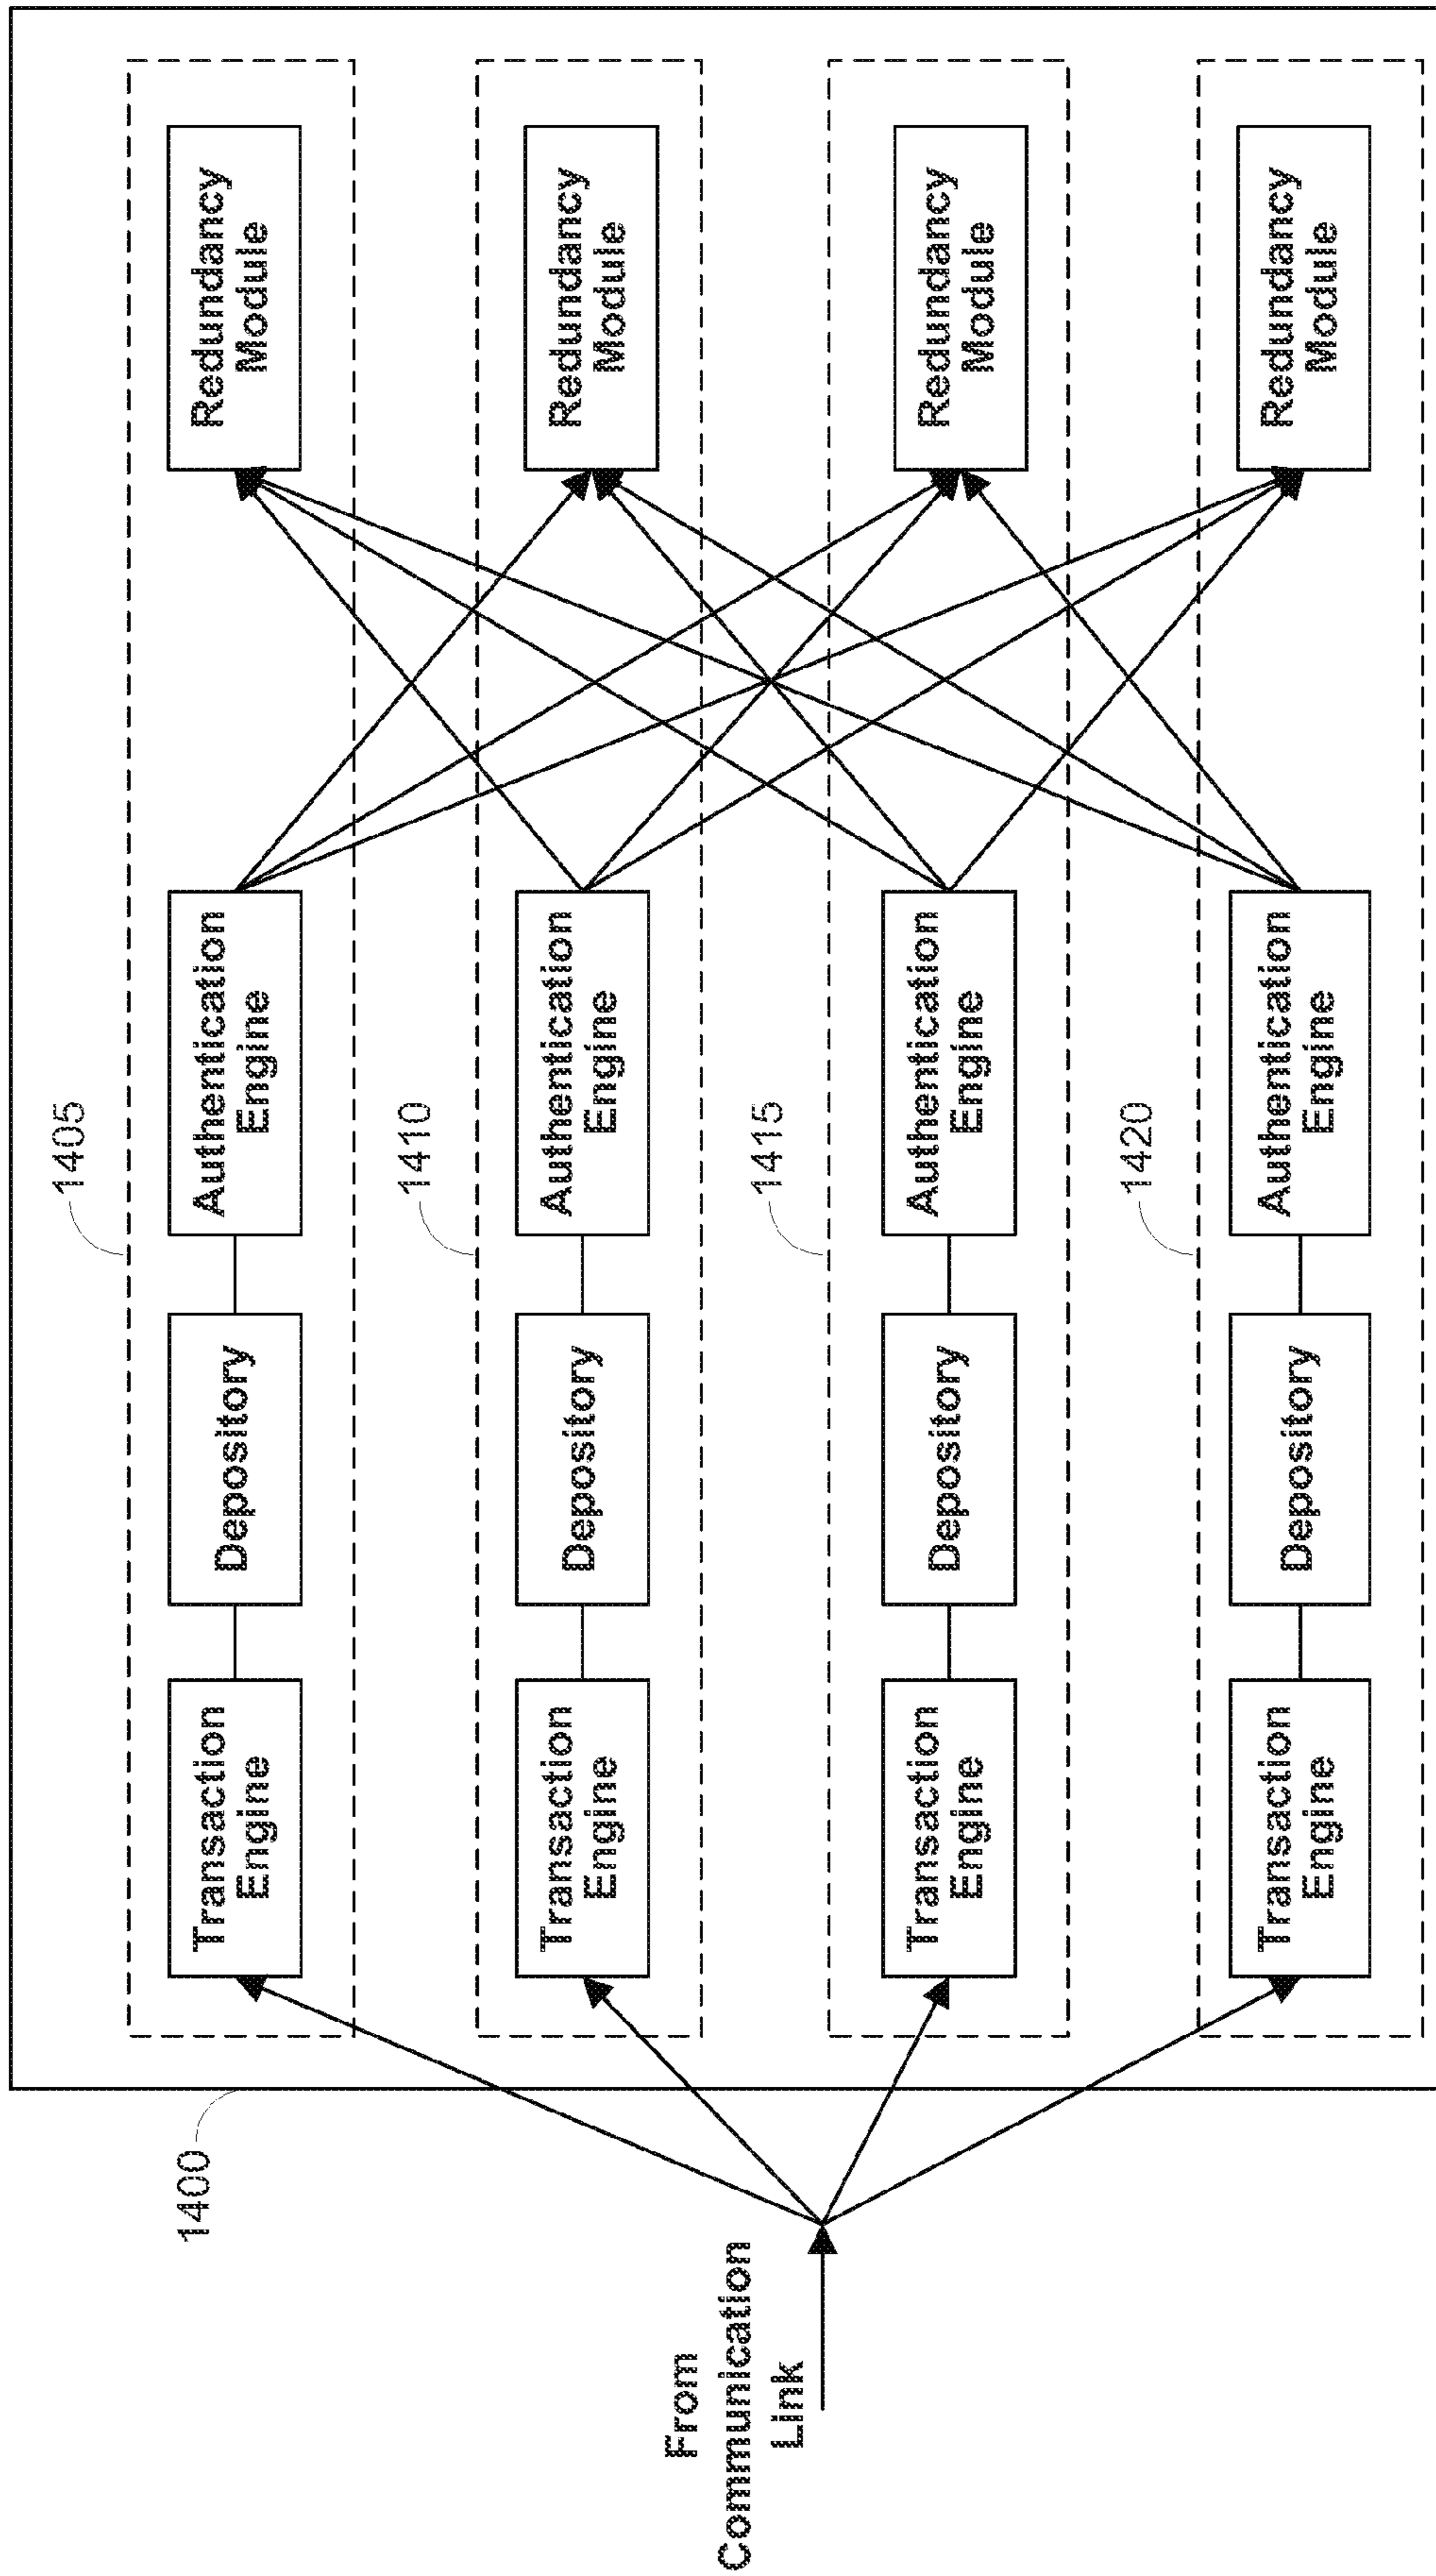 1400
From
Communication
Link
1405
Transaction
Engine
Depository
Authentication
Engine
Redundancy
Module
1410
Transaction
Engine
Depository
Authentication
Engine
Redundancy
Module
1415
Transaction
Engine
Depository
Authentication
Engine
Redundancy
Module
1420
Transaction
Engine
Depository
Authentication
Engine
Redundancy
Module